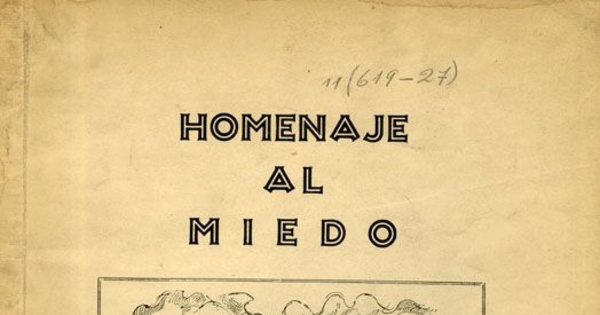 11 (619-27)
HOMENAJE
AL
MIEDO